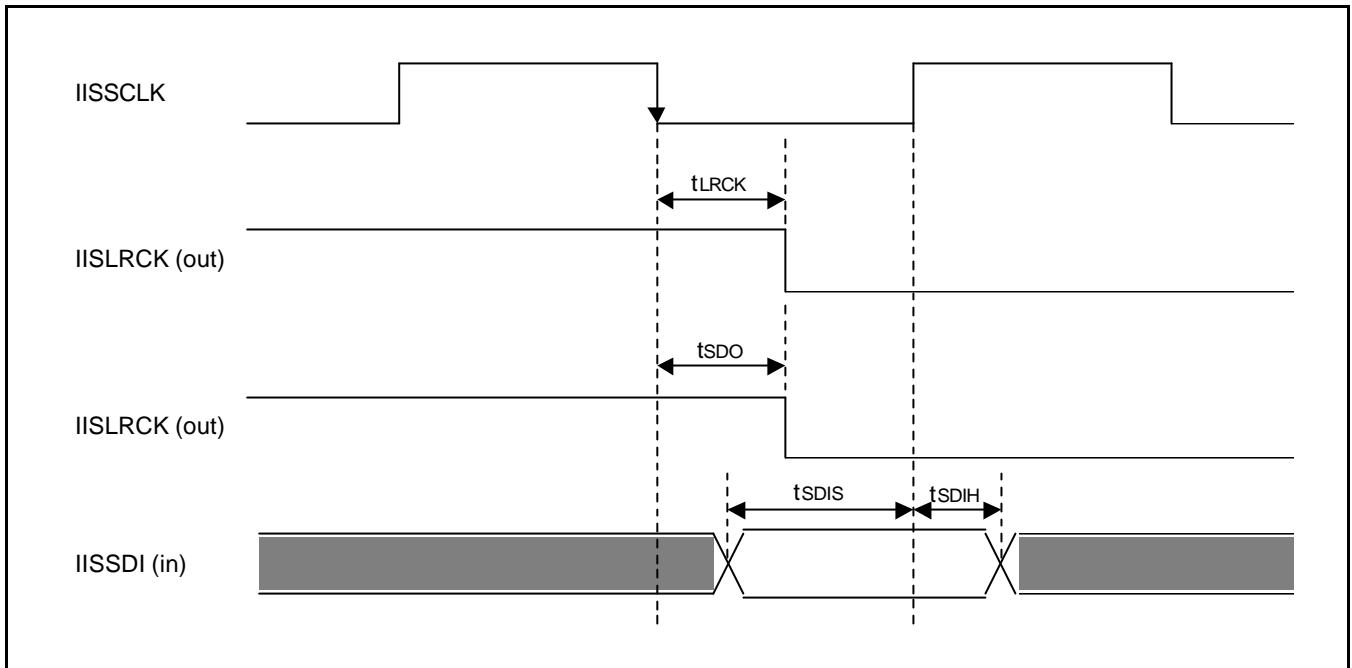 IISSCLK
tLRCK
IISLRCK (out)
tSDO
IISLRCK (out)
tSDIS
tSDIH
IISSDI (in)